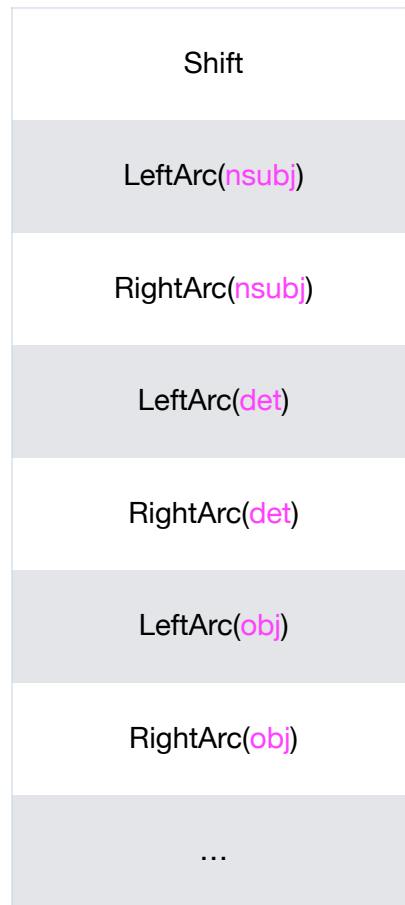 Shift
LeftArc(nsubj)
RightArc(nsubj)
LeftArc(det)
RightArc(det)
LeftArc(obj)
RightArc(obj)
...